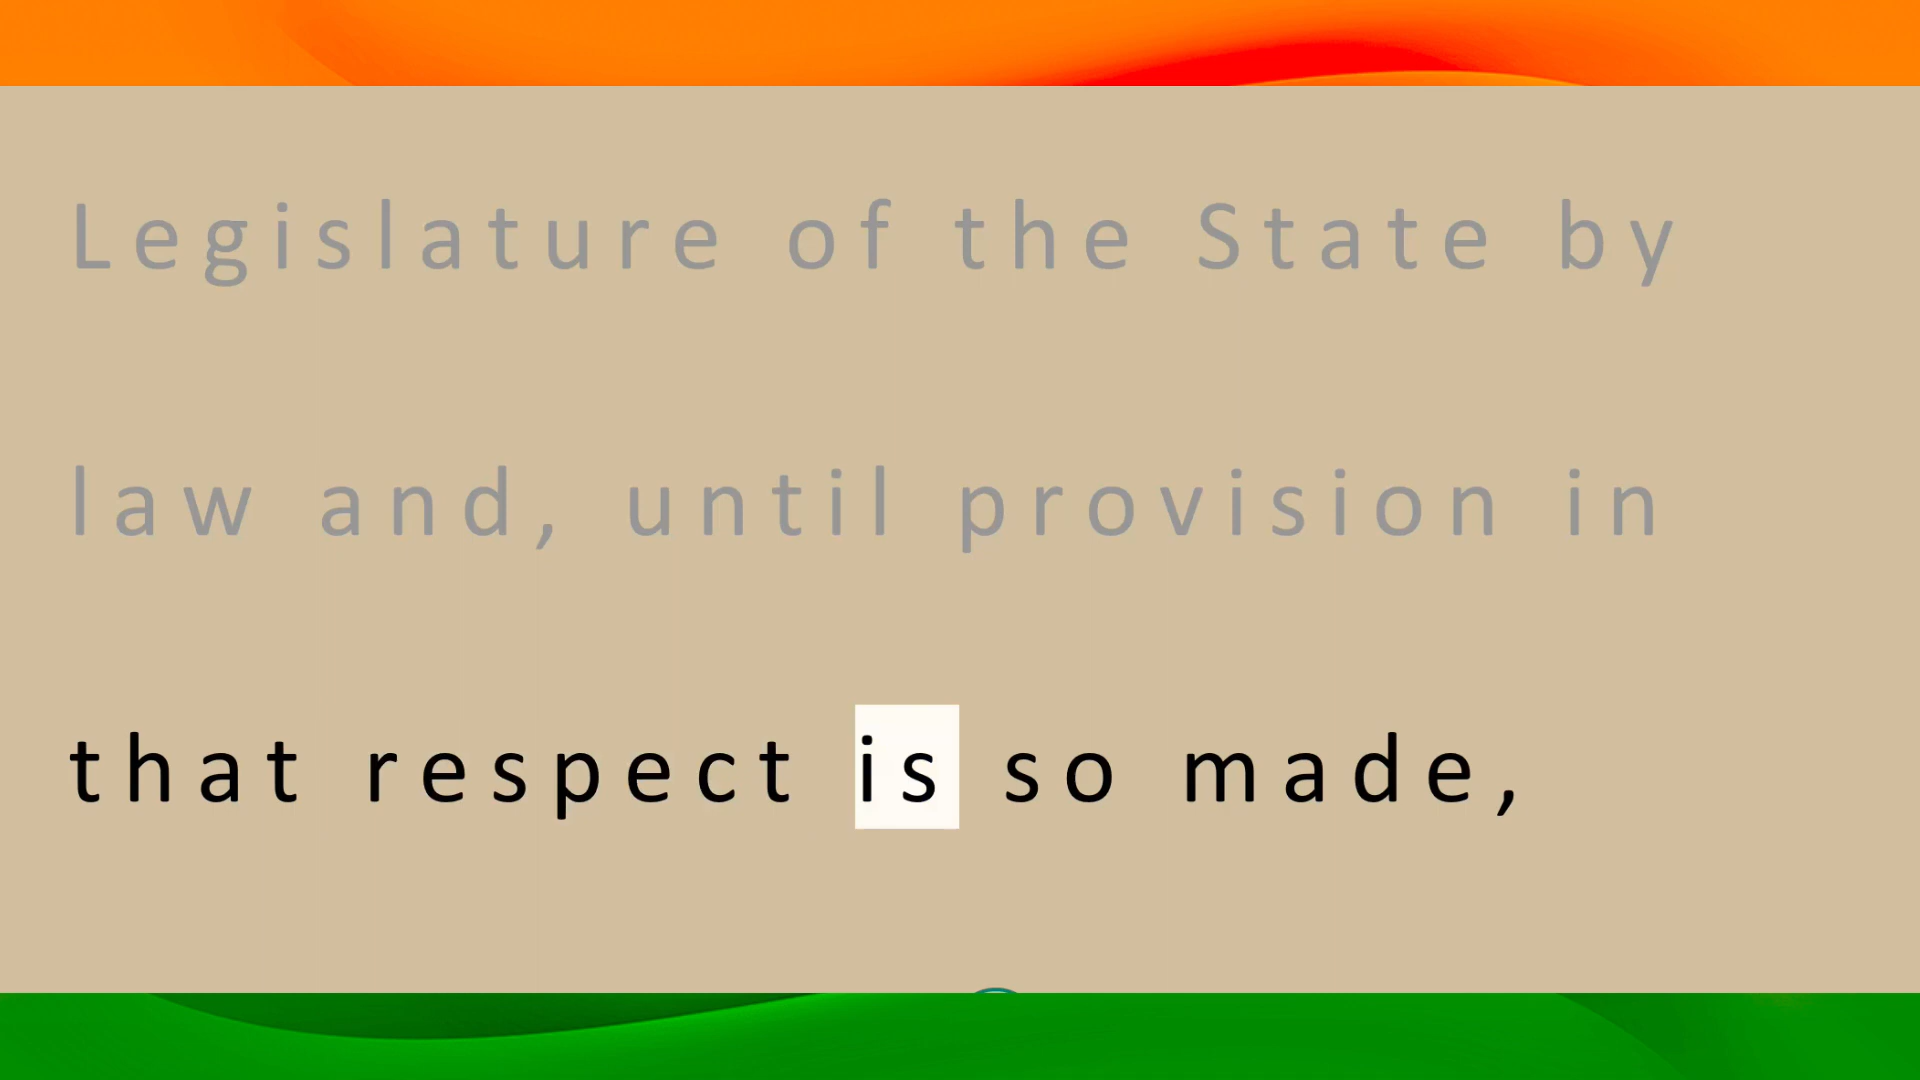 Legislature of the State by
law and, until provision in
that respect is so made,